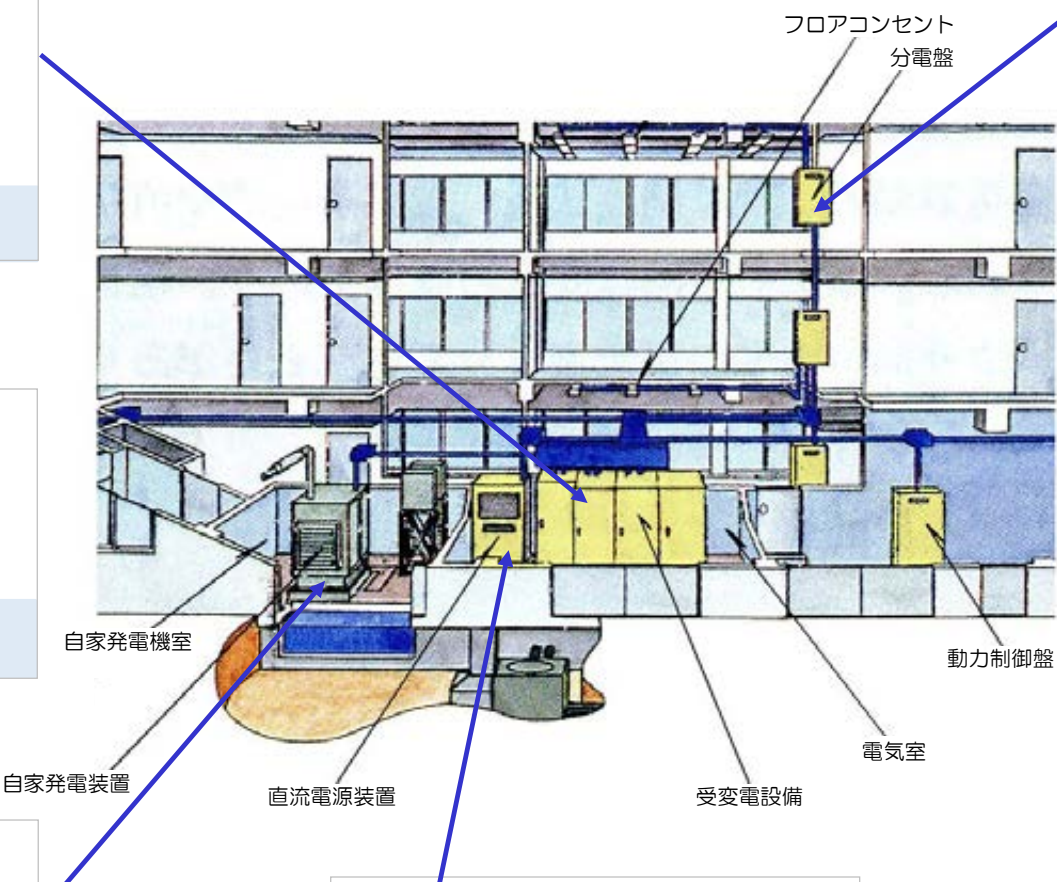 フロアコンセント
分電盤
自家発電機室
動力制御盤
電気室
自家発電装置
直流電源装置
受変電設備